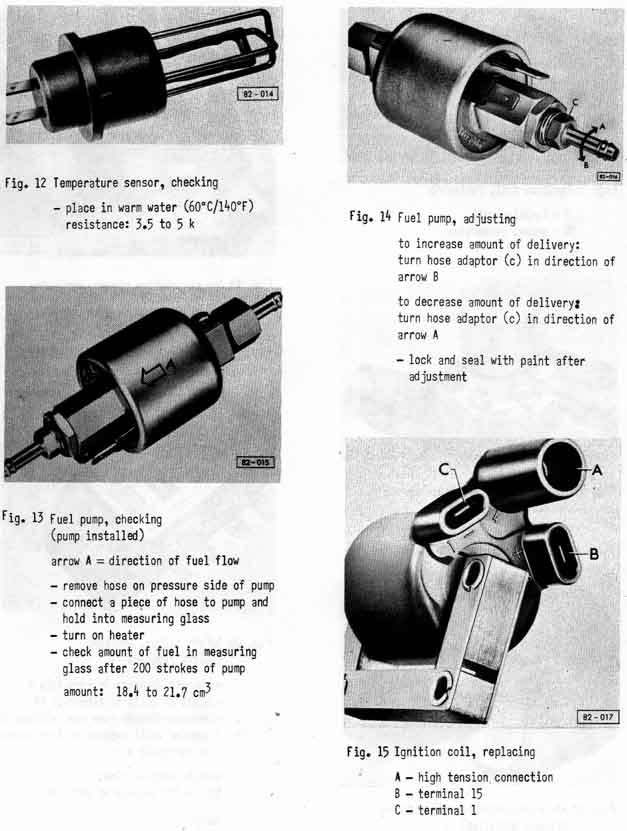 82-014
Fig. 12 Temperature sensor, checking
– place in warm water (60°C/140°F)
resistance: 3.5 to 5 k
A
82-015
Fig. 13 Fuel pump, checking
(pump installed)
arrow A = direction of fuel flow
– remove hose on pressure side of pump
– connect a piece of hose to pump and
hold into measuring glass
– turn on heater
– check amount of fuel in measuring
glass after 200 strokes of pump
amount: 18.4 to 21.7 cm³
C
A
B
82-016
Fig. 14 Fuel pump, adjusting
to increase amount of delivery:
turn hose adaptor (c) in direction of
arrow B
to decrease amount of delivery:
turn hose adaptor (c) in direction of
arrow A
– lock and seal with paint after
adjustment
C
A
B
82-017
Fig. 15 Ignition coil, replacing
A – high tension connection
B – terminal 15
C – terminal 1